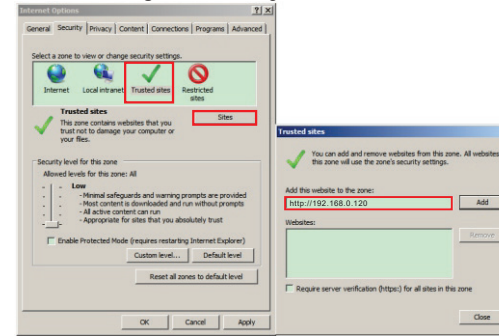 Internet Options
? X
General Security Privacy Content Connections Programs Advanced
Select a zone to view or change security settings.
Internet Local intranet Trusted sites Restricted sites
Trusted sites
Sites
This zone contains websites that you
trust not to damage your computer or
your files.
Security level for this zone
Allowed levels for this zone: All
Low
- Minimal safeguards and warning prompts are provided
- Most content is downloaded and run without prompts
- All active content can run
- Appropriate for sites that you absolutely trust
Enable Protected Mode (requires restarting Internet Explorer)
Custom level... Default level
Reset all zones to default level
OK Cancel Apply
Trusted sites
You can add and remove websites from this zone. All websites
this zone will use the zone's security settings.
Add this website to the zone:
http://192.168.0.120 Add
Websites:
Remove
Require server verification (https:) for all sites in this zone
Close